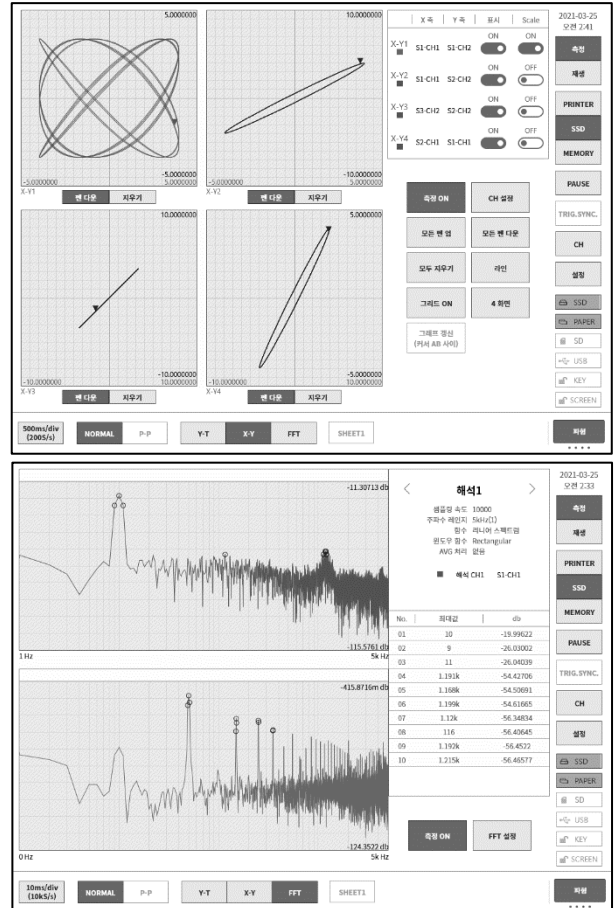 5.0000000
-5.0000000
-5.0000000 5.0000000
X-Y1 펜 다운 지우기
10.0000000
-10.0000000
-5.0000000 5.0000000
X-Y2 펜 다운 지우기
10.0000000
-10.0000000
-10.0000000 10.0000000
X-Y3 펜 다운 지우기
5.0000000
-5.0000000
-10.0000000 10.0000000
X-Y4 펜 다운 지우기
X 축 Y 축 표시 Scale
X-Y1 S1-CH1 S1-CH2 ON ON
X-Y2 S1-CH1 S2-CH2 ON OFF
X-Y3 S3-CH2 S2-CH2 ON OFF
X-Y4 S2-CH1 S1-CH1 ON OFF
측정 ON CH 설정
모든 펜 업 모든 펜 다운
모두 지우기 라인
그리드 ON 4 화면
그래프 갱신
(커서 AB 사이)
2021-03-25
오전 2:41
측정
재생
PRINTER
SSD
MEMORY
PAUSE
TRIG.SYNC.
CH
설정
SSD
PAPER
SD
USB
KEY
SCREEN
500ms/div
(200S/s)
NORMAL P-P Y-T X-Y FFT SHEET1 파형
-11.30713 db
-115.5761 db
1 Hz 5k Hz
-415.8716m db
-124.3522 db
0 Hz 5k Hz
< 해석1 >
샘플링 속도 10000
주파수 레인지 5kHz(1)
함수 리니어 스펙트럼
윈도우 함수 Rectangular
AVG 처리 없음
해석 CH1 S1-CH1
No. 최대값 db
01 10 -19.99622
02 9 -26.03002
03 11 -26.04039
04 1.191k -54.42706
05 1.168k -54.50691
06 1.199k -54.61665
07 1.12k -56.34834
08 116 -56.40645
09 1.192k -56.4522
10 1.215k -56.46577
측정 ON FFT 설정
2021-03-25
오전 2:33
측정
재생
PRINTER
SSD
MEMORY
PAUSE
TRIG.SYNC.
CH
설정
SSD
PAPER
SD
USB
KEY
SCREEN
10ms/div
(10kS/s)
NORMAL P-P Y-T X-Y FFT SHEET1 파형